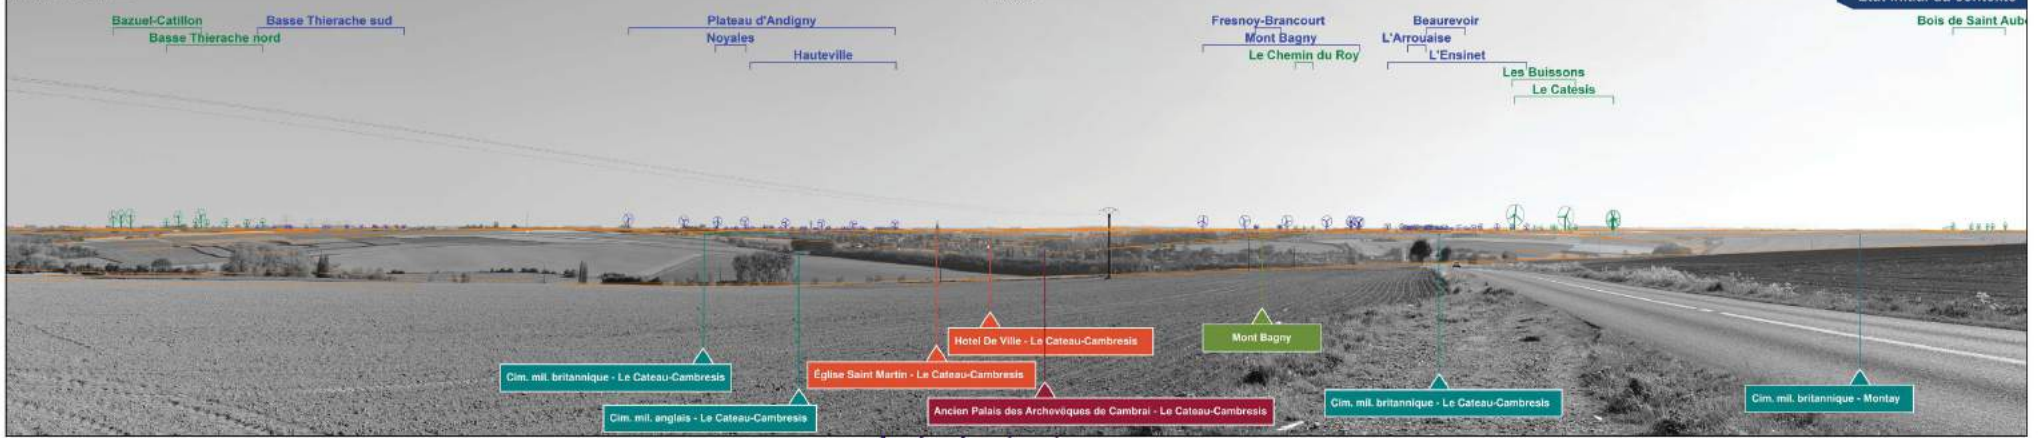 Bazuel-Catillon
Basse Thierache sud
Basse Thierache nord
Plateau d'Andigny
Noyales
Hauteville
Fresnoy-Brancourt
Mont Bagny
Le Chemin du Roy
Beaurevoir
L'Arrouaise
L'Ensinet
Les Buissons
Le Catésis
Bois de Saint Aube
Hotel De Ville - Le Cateau-Cambresis
Mont Bagny
Cim. mil. britannique - Le Cateau-Cambresis
Église Saint Martin - Le Cateau-Cambresis
Cim. mil. anglais - Le Cateau-Cambresis
Ancien Palais des Archevêques de Cambrai - Le Cateau-Cambresis
Cim. mil. britannique - Le Cateau-Cambresis
Cim. mil. britannique - Montay